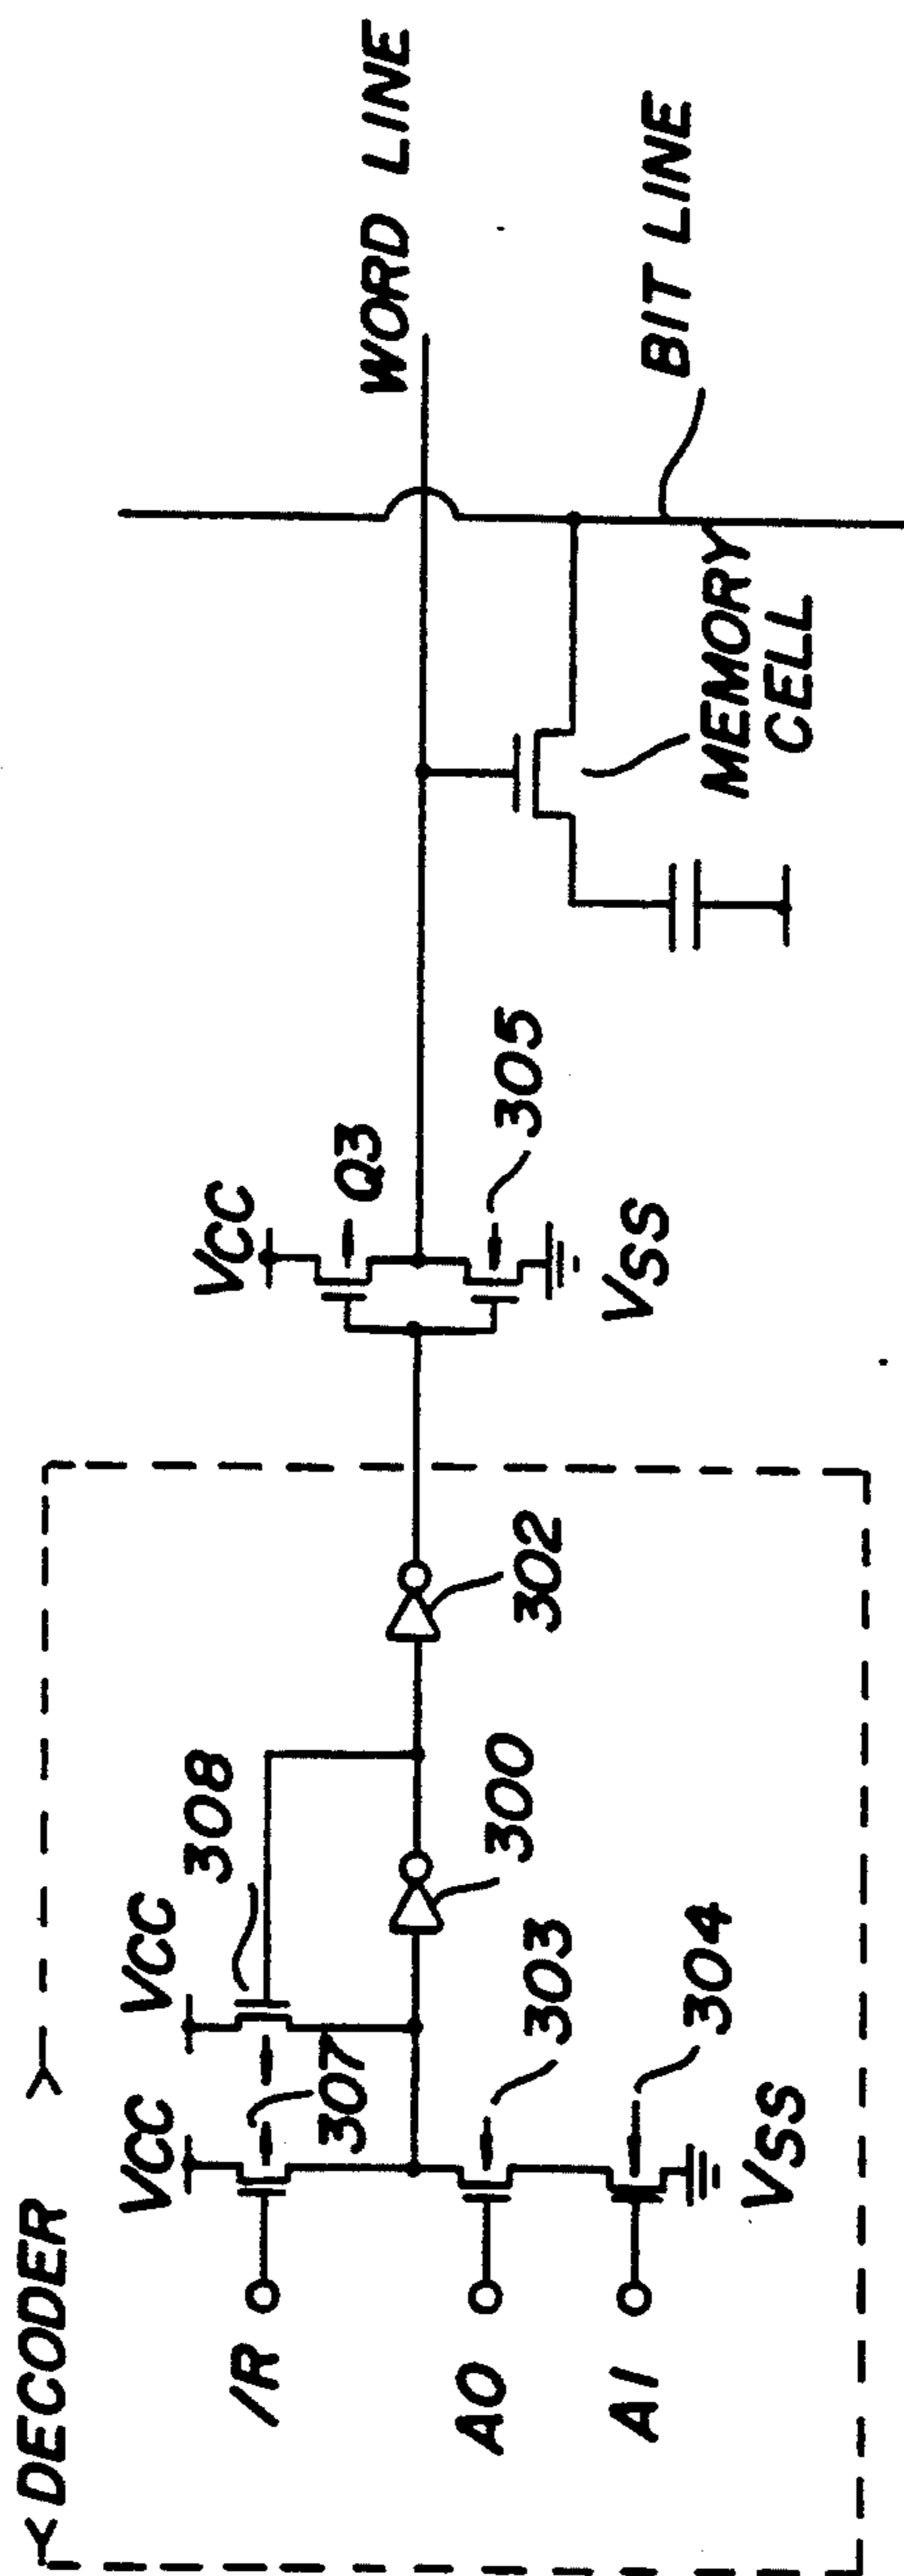 <DECODER>
/R
A0
A1
VCC
VCC
307
308
303
304
VSS
300
302
VCC
Q3
305
VSS
WORD LINE
MEMORY
CELL
BIT LINE